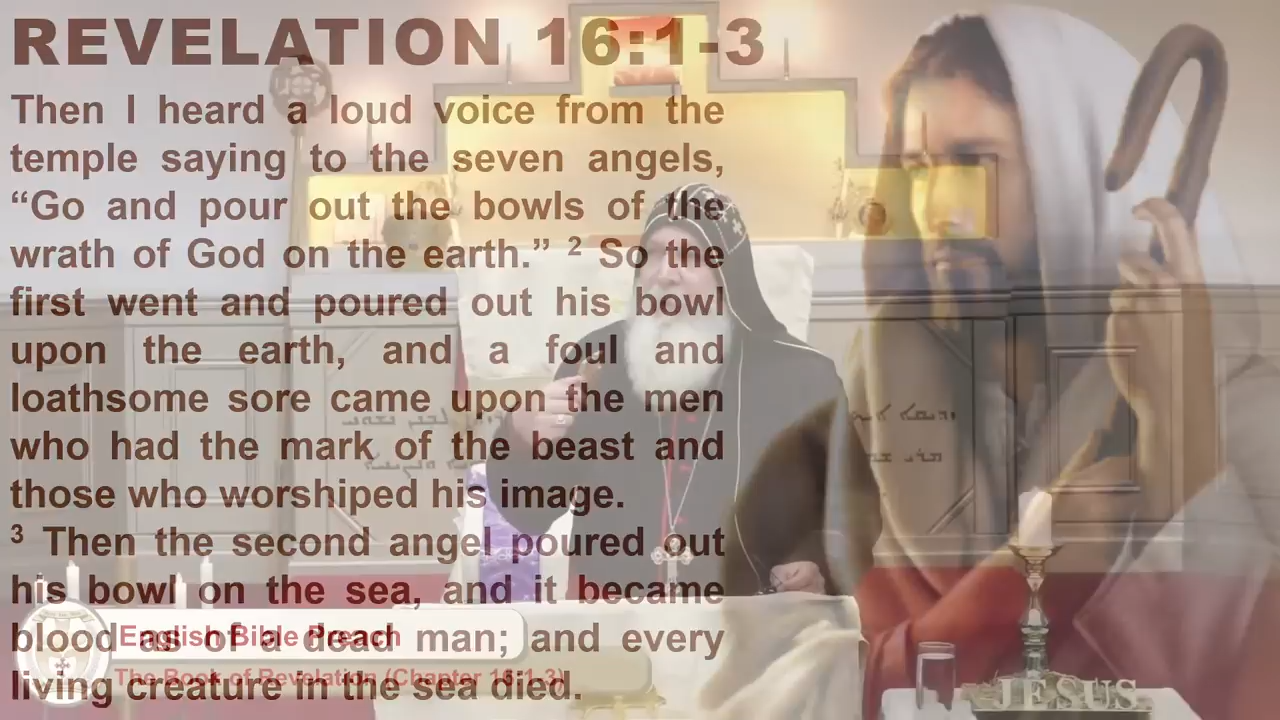 REVELATION 16:1-3
Then I heard a loud voice from the
temple saying to the seven angels,
“Go and pour out the bowls of the
wrath of God on the earth.” ² So the
first went and poured out his bowl
upon the earth, and a foul and
loathsome sore came upon the men
who had the mark of the beast and
those who worshiped his image.
³ Then the second angel poured out
his bowl on the sea, and it became
blood as of a dead man; and every
living creature in the sea died.
English Bible Preach
The Book of Revelation (Chapter 16:1-3)
JESUS